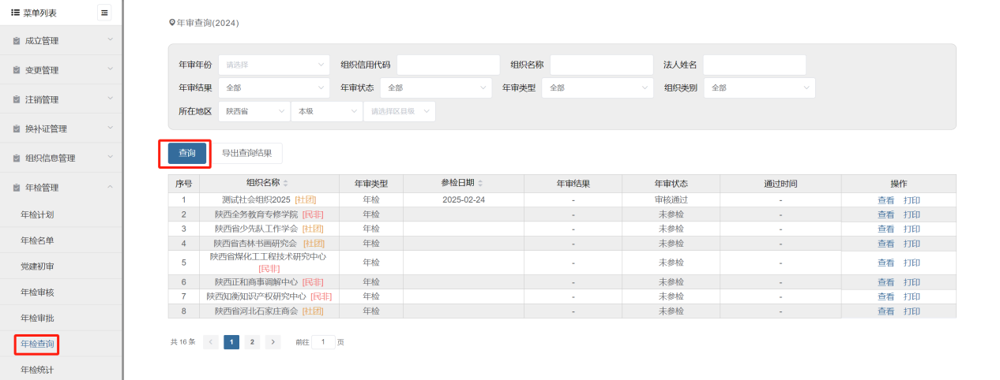 菜单列表
成立管理
变更管理
注销管理
换补证管理
组织信息管理
年检管理
年检计划
年检名单
党建初审
年检审核
年检审批
年检查询
年检统计
年审查询(2024)
年审年份 请选择 组织信用代码 组织名称 法人姓名
年审结果 全部 年审状态 全部 年审类型 全部 组织类别 全部
所在地区 陕西省 本级 请选择区县级
查询 导出查询结果
序号 组织名称 年审类型 参检日期 年审结果 年审状态 通过时间 操作
1 测试社会组织2025 [社团] 年检 2025-02-24 - 审核通过 - 查看 打印
2 陕西全务教育专修学院 [民非] 年检 - 未参检 - 查看 打印
3 陕西省少先队工作学会 [社团] 年检 - 未参检 - 查看 打印
4 陕西省杏林书画研究会 [社团] 年检 - 未参检 - 查看 打印
5 陕西省煤化工工程技术研究中心 [民非] 年检 - 未参检 - 查看 打印
6 陕西正和商事调解中心 [民非] 年检 - 未参检 - 查看 打印
7 陕西知衡知识产权研究中心 [民非] 年检 - 未参检 - 查看 打印
8 陕西省河北石家庄商会 [社团] 年检 - 未参检 - 查看 打印
共 16 条 < 1 2 > 前往 1 页